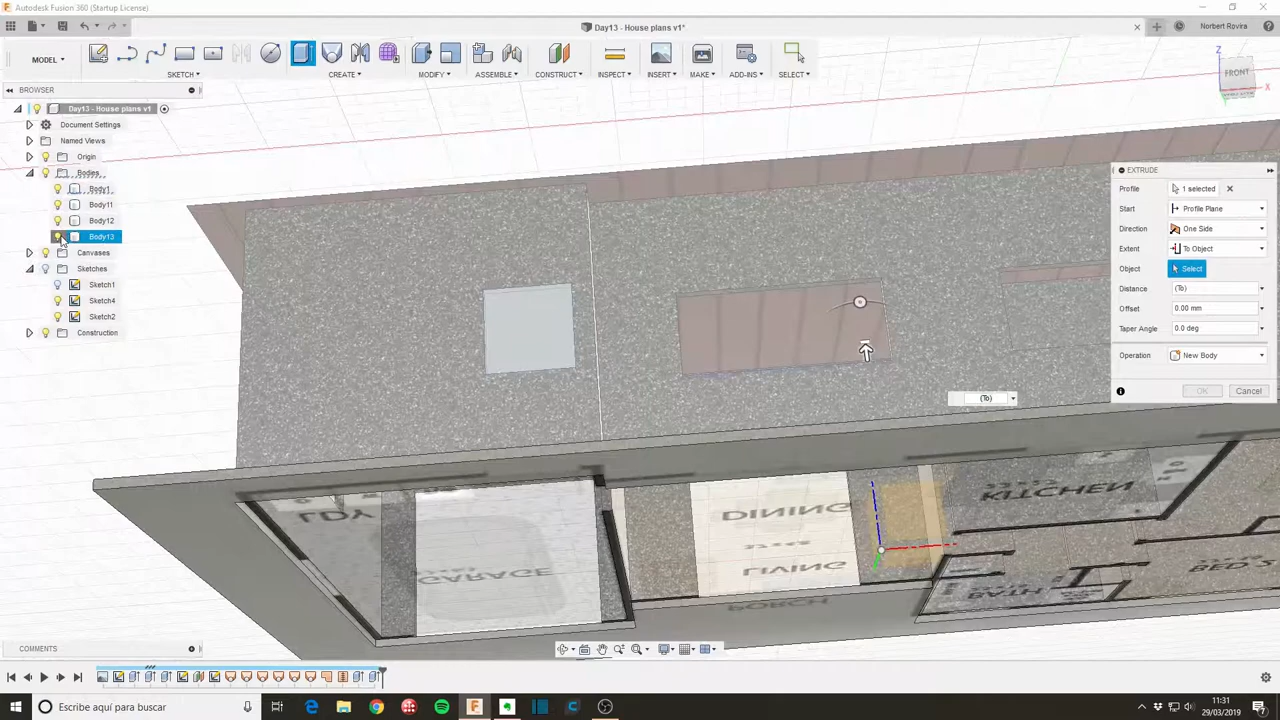 Autodesk Fusion 360 (Startup License)
Day13 - House plans v1*
Norbert Rovira
MODEL
SKETCH
CREATE
MODIFY
ASSEMBLE
CONSTRUCT
INSPECT
INSERT
MAKE
ADD-INS
SELECT
Z
FRONT
X
BROWSER
Day13 - House plans v1
Document Settings
Named Views
Origin
Bodies
Body1
Body11
Body12
Body13
Canvases
Sketches
Sketch1
Sketch4
Sketch2
Construction
EXTRUDE
Profile 1 selected
Start Profile Plane
Direction One Side
Extent To Object
Object Select
Distance (To)
Offset 0.00 mm
Taper Angle 0.0 deg
Operation New Body
OK Cancel
(To)
LDY
GARAGE
DINING
LIVING
PORCH
KITCHEN
BATH
BED 2
COMMENTS
Escribe aquí para buscar
11:31
29/03/2019